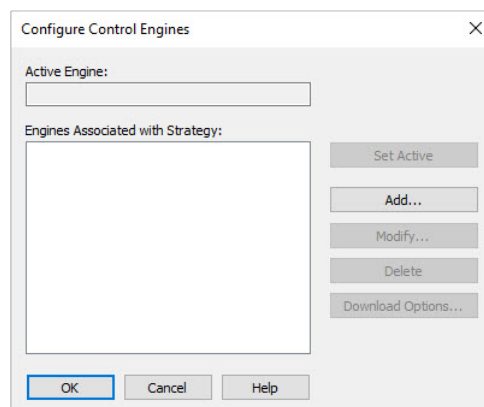 Configure Control Engines
Active Engine:
Engines Associated with Strategy:
Set Active
Add...
Modify...
Delete
Download Options...
OK Cancel Help